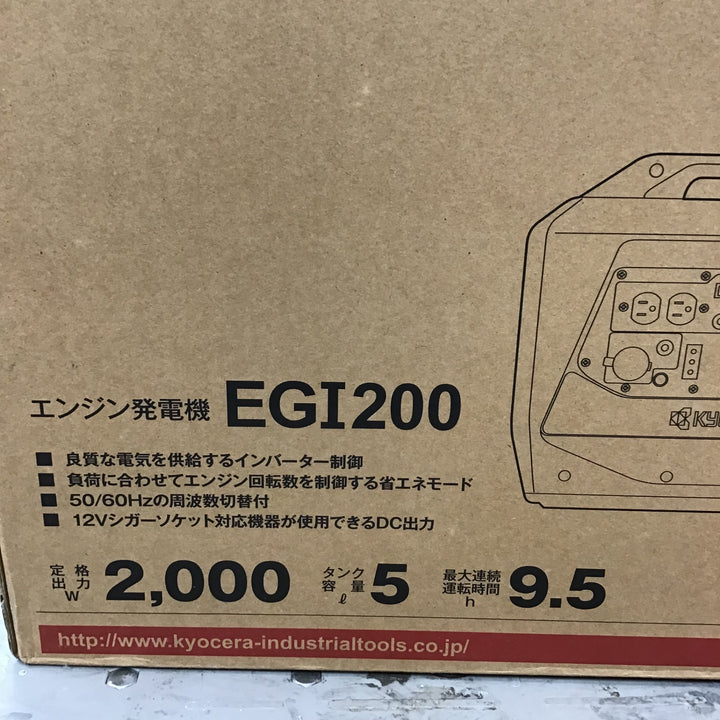 エンジン発電機 EGI200
■ 良質な電気を供給するインバーター制御
■ 負荷に合わせてエンジン回転数を制御する省エネモード
■ 50/60Hzの周波数切替付
■ 12Vシガーソケット対応機器が使用できるDC出力
定格出力 W 2,000 タンク容量 ℓ 5 最大連続運転時間 h 9.5
http://www.kyocera-industrialtools.co.jp/